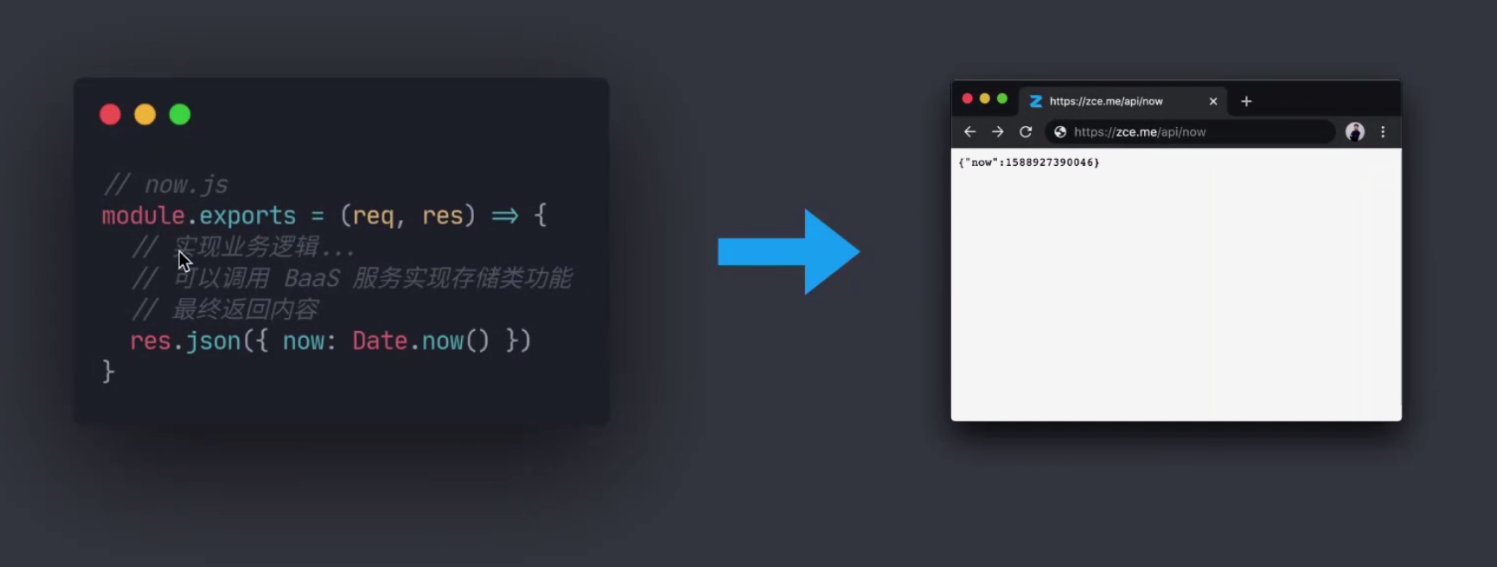 // now.js
module.exports = (req, res) => {
// 实现业务逻辑...
// 可以调用 BaaS 服务实现存储类功能
// 最终返回内容
res.json({ now: Date.now() })
}
https://zce.me/api/now
https://zce.me/api/now
{"now":1588927390046}